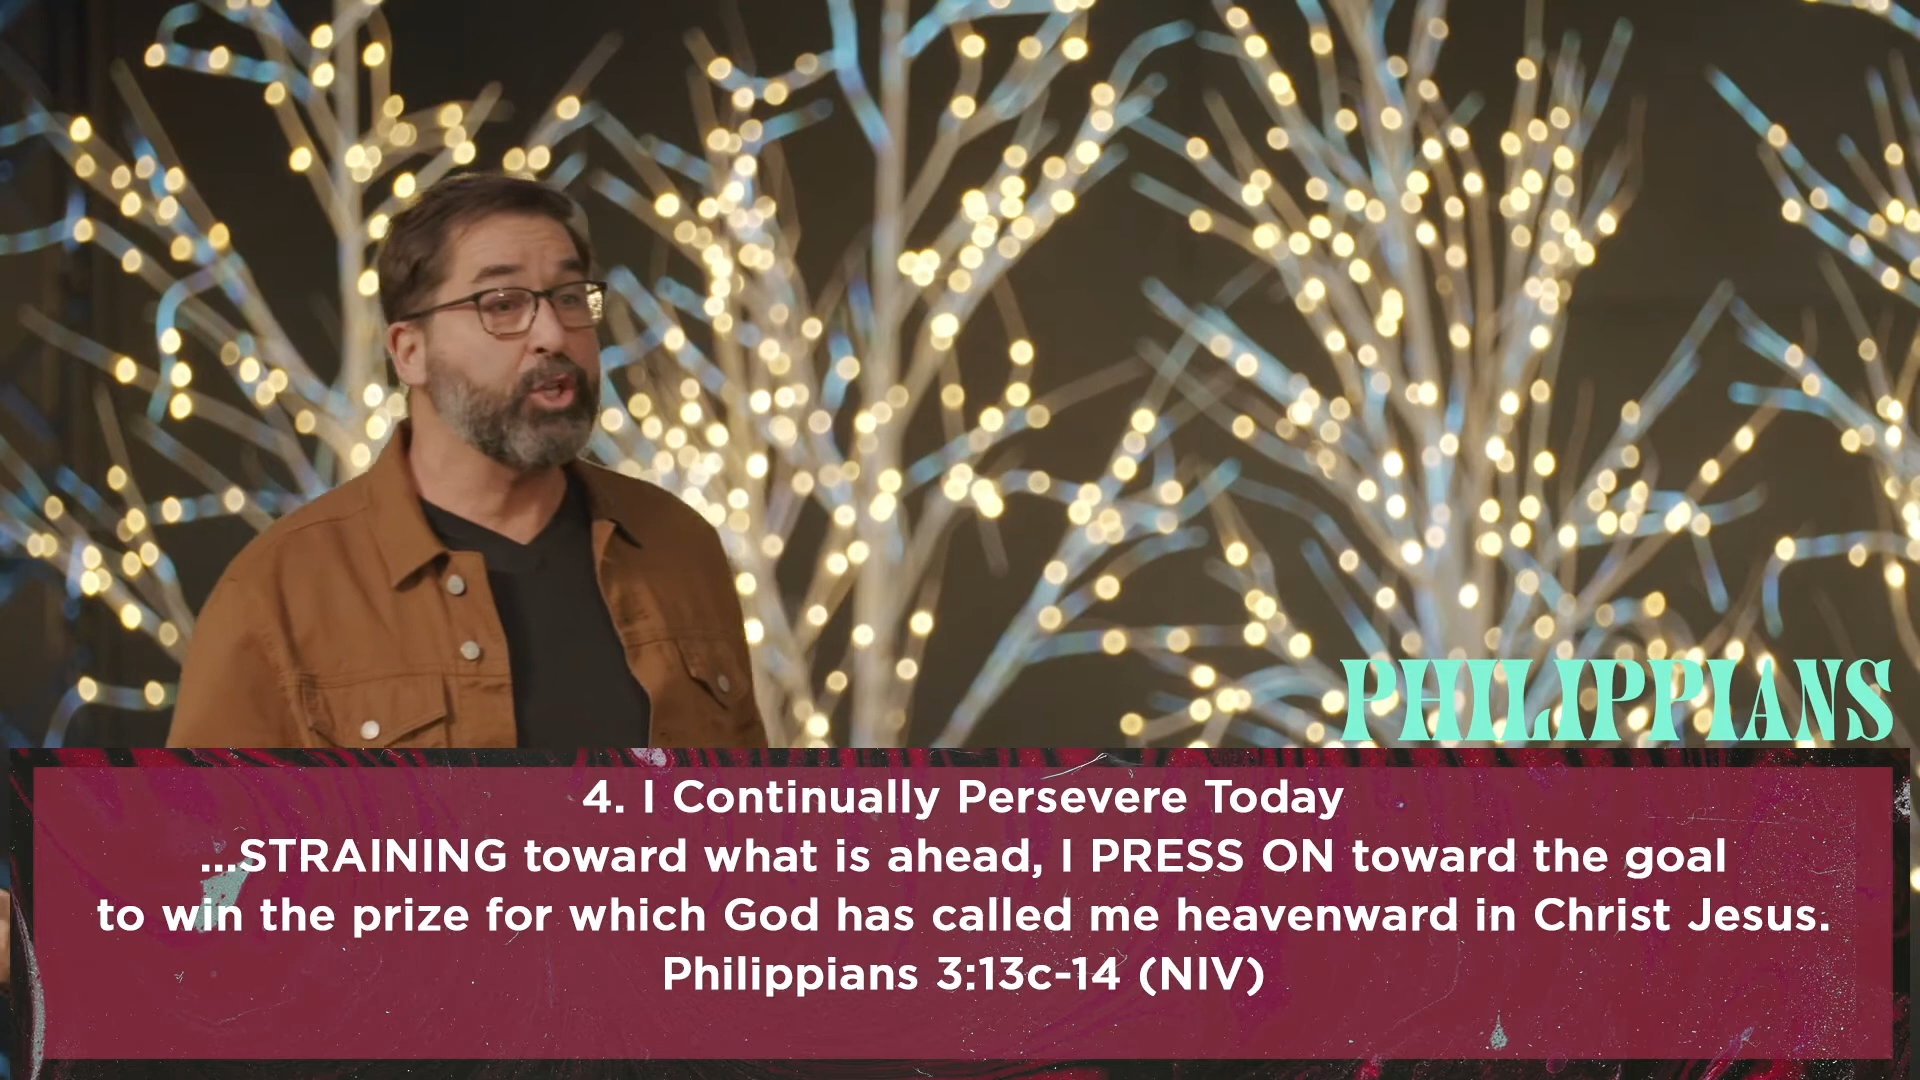 PHILIPPIANS
4. I Continually Persevere Today
...STRAINING toward what is ahead, I PRESS ON toward the goal
to win the prize for which God has called me heavenward in Christ Jesus.
Philippians 3:13c-14 (NIV)